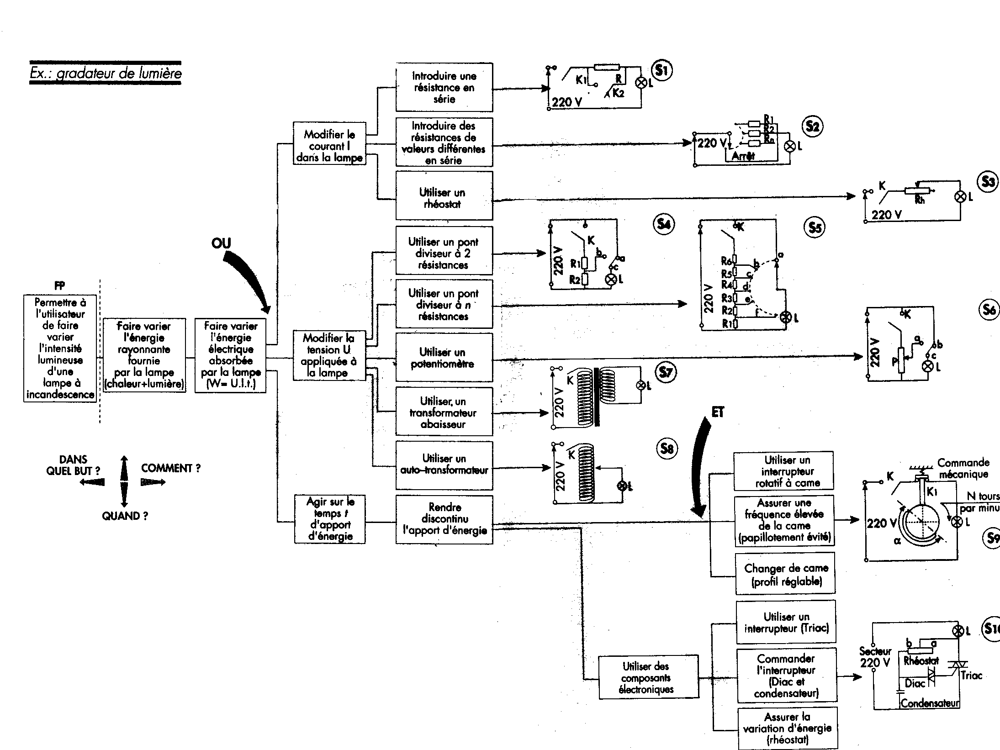 Ex.: gradateur de lumière
FP
Permettre à
l'utilisateur
de faire
varier
l'intensité
lumineuse
d'une
lampe à
incandescence
Faire varier
l'énergie
rayonnante
fournie
par la lampe
(chaleur+lumière)
Faire varier
l'énergie
électrique
absorbée
par la lampe
(W= U.I.t.)
OU
DANS
QUEL BUT ?
COMMENT ?
QUAND ?
Modifier le
courant I
dans la lampe
Modifier la
tension U
appliquée à
la lampe
Agir sur le
temps t
d'apport
d'énergie
Introduire une
résistance en
série
Introduire des
résistances de
valeurs différentes
en série
Utiliser un
rhéostat
Utiliser un pont
diviseur à 2
résistances
Utiliser un pont
diviseur à n
résistances
Utiliser un
potentiomètre
Utiliser un
transformateur
abaisseur
Utiliser un
auto-transformateur
Rendre
discontinu
l'apport d'énergie
K1
R
K2
L
220 V
S1
R1
R2
Rn
220 V
Arrêt
L
S2
K
Rh
L
220 V
S3
220 V
K
b
a
c
R1
R2
L
S4
220 V
K
a
R6
b
R5
c
R4
d
R3
e
R2
f
R1
L
S5
220 V
K
a
b
c
P
L
S6
K
220 V
L
S7
K
220 V
L
S8
ET
Utiliser un
interrupteur
rotatif à came
Assurer une
fréquence élevée
de la came
(papillotement évité)
Changer de came
(profil réglable)
Commande
mécanique
K
K1
N tours
par minu
220 V
L
α
S9
Utiliser des
composants
électroniques
Utiliser un
interrupteur (Triac)
Commander
l'interrupteur
(Diac et
condensateur)
Assurer la
variation d'énergie
(rhéostat)
L
b
a
Secteur
220 V
Rhéostat
Triac
Diac
Condensateur
S10